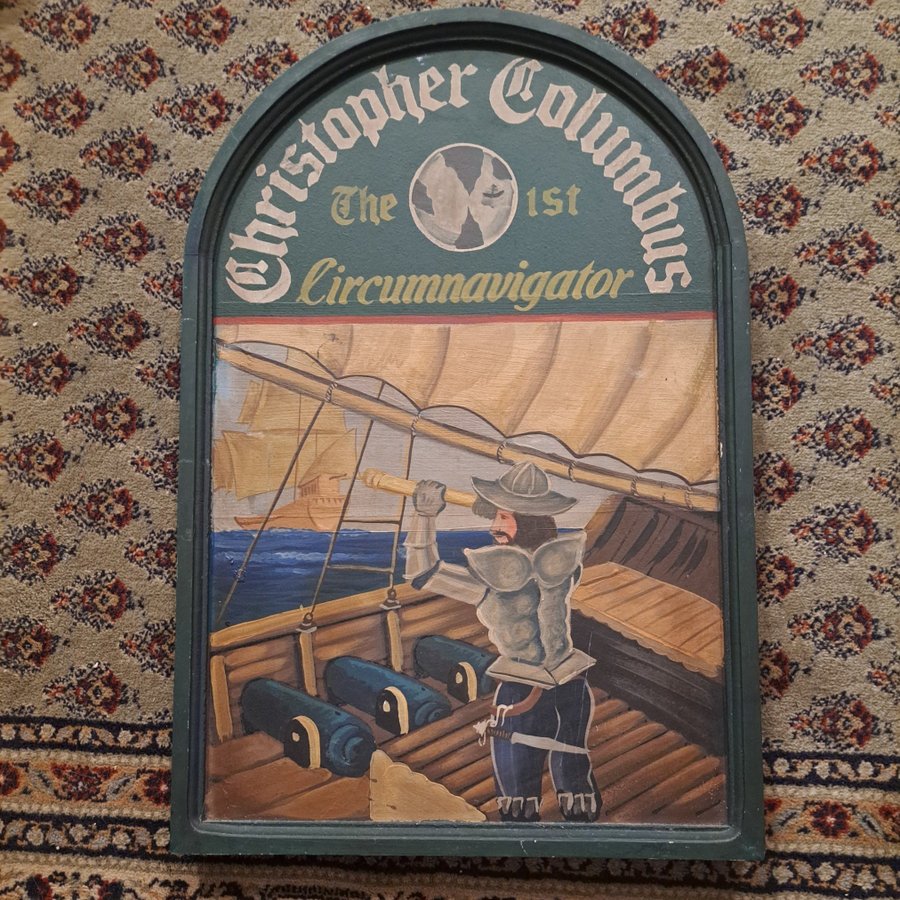 Christopher Columbus
The 1st
Circumnavigator